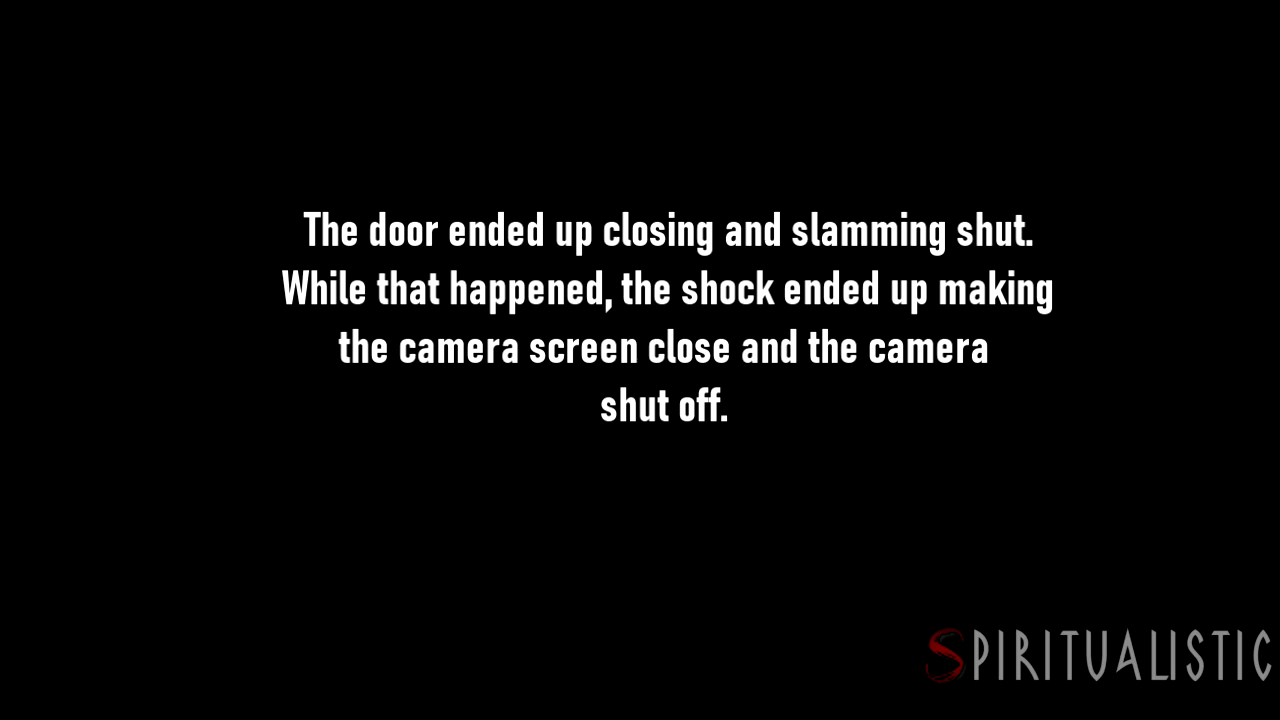 The door ended up closing and slamming shut.
While that happened, the shock ended up making
the camera screen close and the camera
shut off.
SPIRITUALISTIC